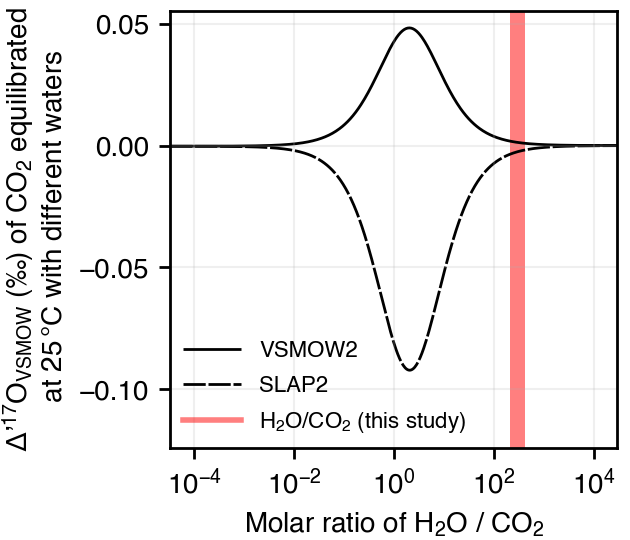 Δ’¹⁷O_VSMOW (‰) of CO₂ equilibrated
at 25 °C with different waters
0.05
0.00
−0.05
−0.10
VSMOW2
SLAP2
H₂O/CO₂ (this study)
10⁻⁴ 10⁻² 10⁰ 10² 10⁴
Molar ratio of H₂O / CO₂